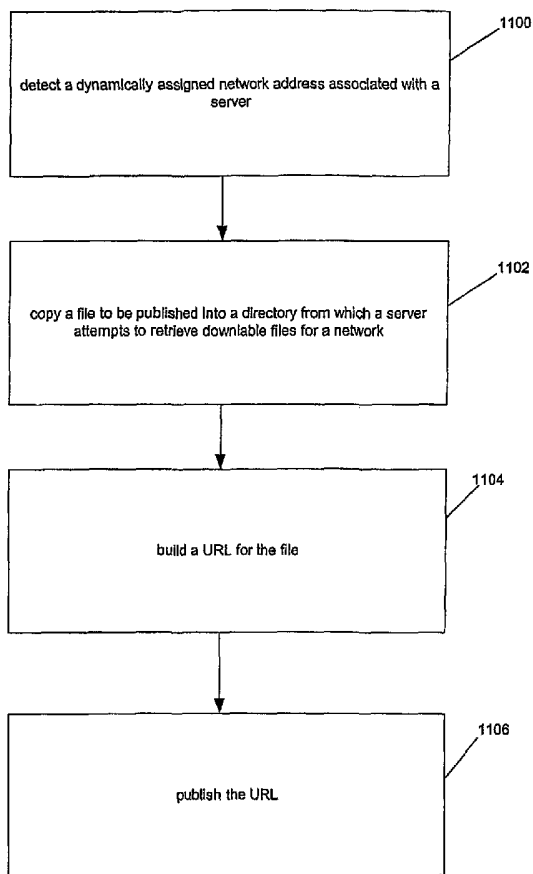 1100
detect a dynamically assigned network address associated with a
server
1102
copy a file to be published into a directory from which a server
attempts to retrieve downlable files for a network
1104
build a URL for the file
1106
publish the URL